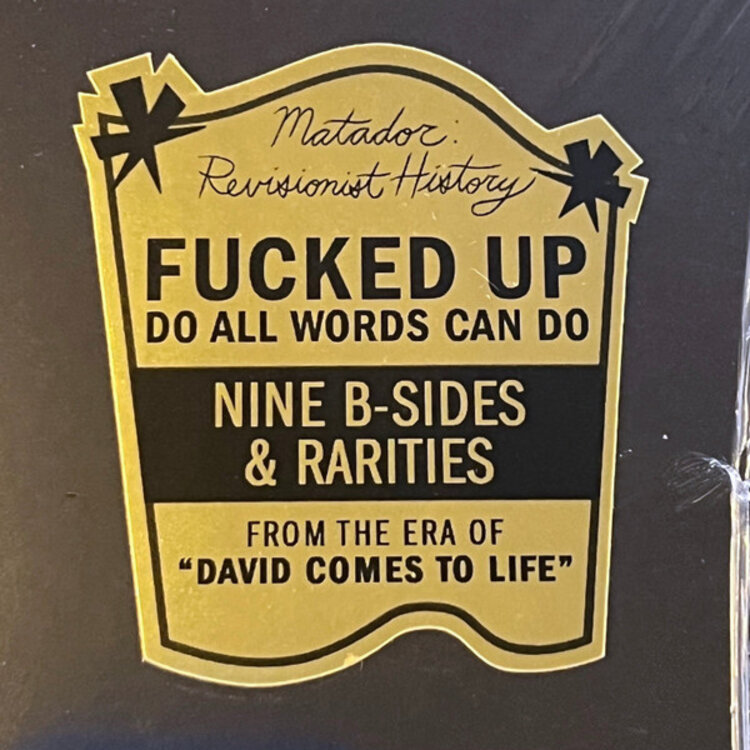 Matador:
Revisionist History
FUCKED UP
DO ALL WORDS CAN DO
NINE B-SIDES
& RARITIES
FROM THE ERA OF
“DAVID COMES TO LIFE”